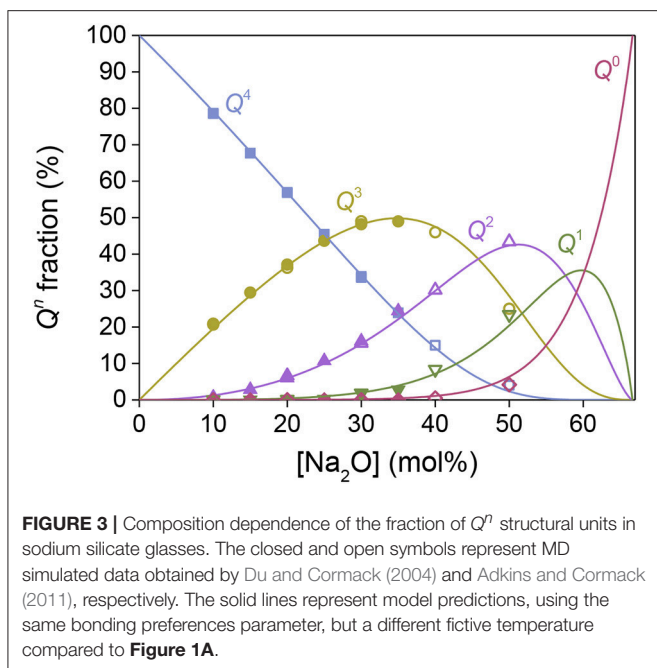 100
90
80
70
60
50
40
30
20
10
0
Qⁿ fraction (%)
Q⁴
Q³
Q²
Q¹
Q⁰
0 10 20 30 40 50 60
[Na₂O] (mol%)
FIGURE 3 | Composition dependence of the fraction of Qⁿ structural units in
sodium silicate glasses. The closed and open symbols represent MD
simulated data obtained by Du and Cormack (2004) and Adkins and Cormack
(2011), respectively. The solid lines represent model predictions, using the
same bonding preferences parameter, but a different fictive temperature
compared to Figure 1A.